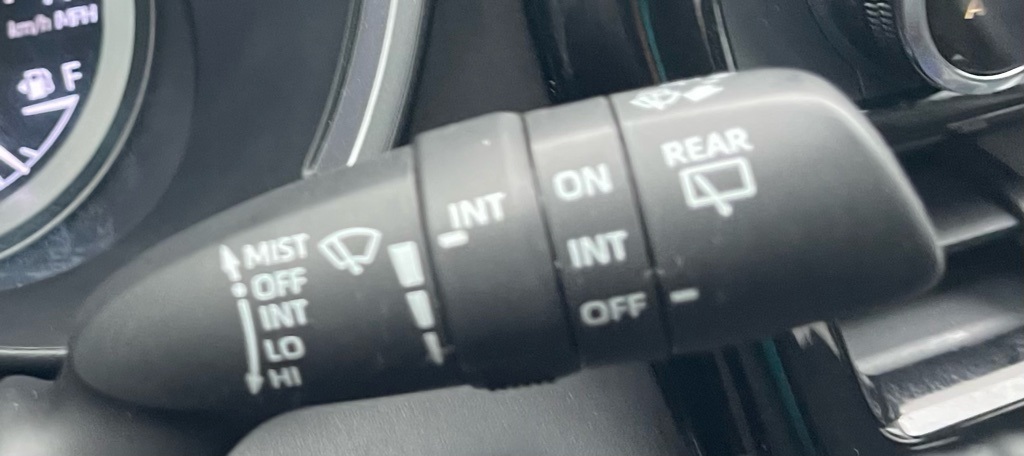 km/h MPH
F
A
MIST
OFF
INT
LO
HI
INT
ON
INT
OFF
REAR